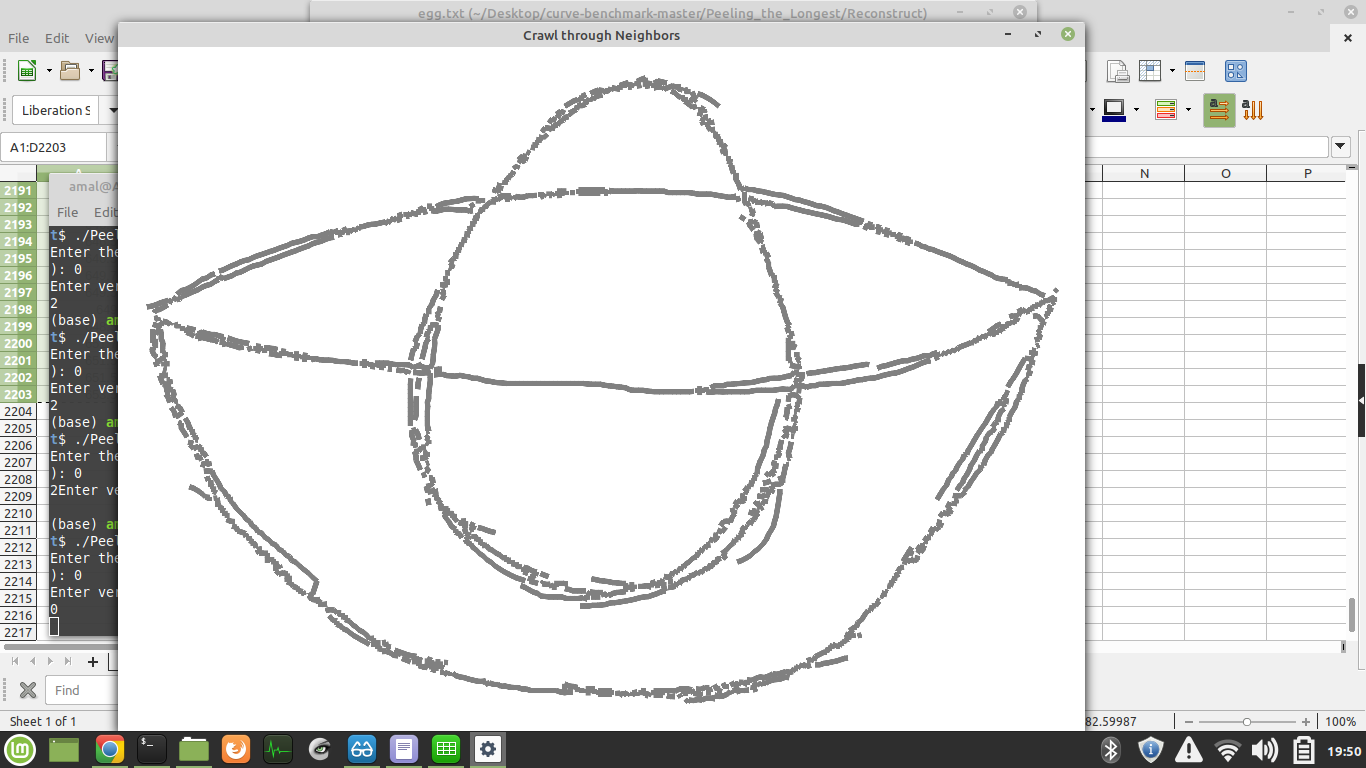 egg.txt (~/Desktop/curve-benchmark-master/Peeling_the_Longest/Reconstruct)
Crawl through Neighbors
File Edit View
Liberation S
A1:D2203
N O P
2191
2192
2193
2194
2195
2196
2197
2198
2199
2200
2201
2202
2203
2204
2205
2206
2207
2208
2209
2210
2211
2212
2213
2214
2215
2216
2217
amal@A
File Edit
t$ ./Peel
Enter the
): 0
Enter ver
2
(base) am
t$ ./Peel
Enter the
): 0
Enter ver
2
(base) am
t$ ./Peel
Enter the
): 0
2Enter ve
(base) am
t$ ./Peel
Enter the
): 0
Enter ver
0
Find
Sheet 1 of 1
82.59987
100%
19:50